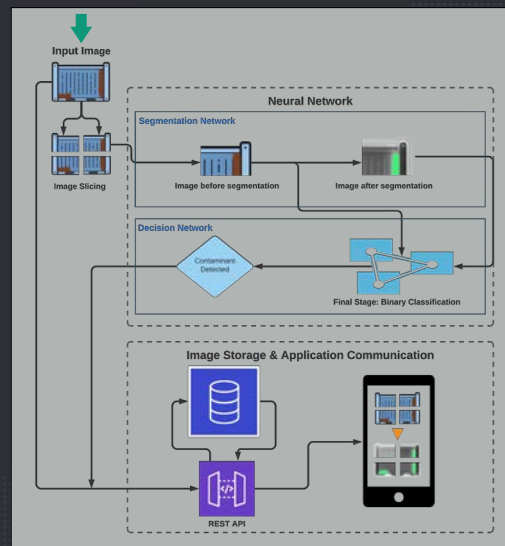 Input Image
Neural Network
Segmentation Network
Image Slicing
Image before segmentation
Image after segmentation
Decision Network
Contaminant
Detected
Final Stage: Binary Classification
Image Storage & Application Communication
</>
REST API